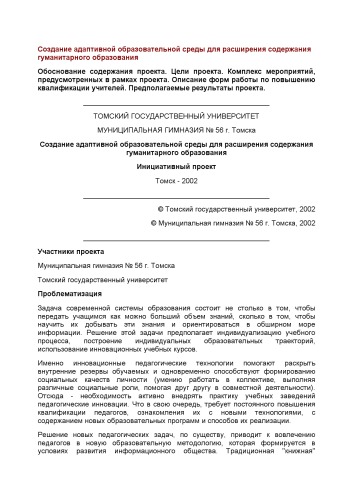 Создание адаптивной образовательной среды для расширения содержания
гуманитарного образования
Обоснование содержания проекта. Цели проекта. Комплекс мероприятий,
предусмотренных в рамках проекта. Описание форм работы по повышению
квалификации учителей. Предполагаемые результаты проекта.
ТОМСКИЙ ГОСУДАРСТВЕННЫЙ УНИВЕРСИТЕТ
МУНИЦИПАЛЬНАЯ ГИМНАЗИЯ № 56 г. Томска
Создание адаптивной образовательной среды для расширения содержания
гуманитарного образования
Инициативный проект
Томск - 2002
© Томский государственный университет, 2002
© Муниципальная гимназия № 56 г. Томска, 2002
Участники проекта
Муниципальная гимназия № 56 г. Томска
Томский государственный университет
Проблематизация
Задача современной системы образования состоит не столько в том, чтобы
передать учащимся как можно больший объем знаний, сколько в том, чтобы
научить их добывать эти знания и ориентироваться в обширном море
информации. Решение этой задачи предполагает индивидуализацию учебного
процесса, построение индивидуальных образовательных траекторий,
использование инновационных учебных курсов.
Именно инновационные педагогические технологии помогают раскрыть
внутренние резервы обучаемых и одновременно способствуют формированию
социальных качеств личности (умению работать в коллективе, выполняя
различные социальные роли, помогая друг другу в совместной деятельности).
Отсюда - необходимость активно внедрять практику учебных заведений
педагогические инновации. Что в свою очередь, требует постоянного повышения
квалификации педагогов, ознакомления их с новыми технологиями, с
содержанием новых образовательных программ и способов их реализации.
Решение новых педагогических задач, по существу, приводит к вовлечению
педагогов в новую образовательную методологию, которая формируется в
условиях развития информационного общества. Традиционная "книжная"